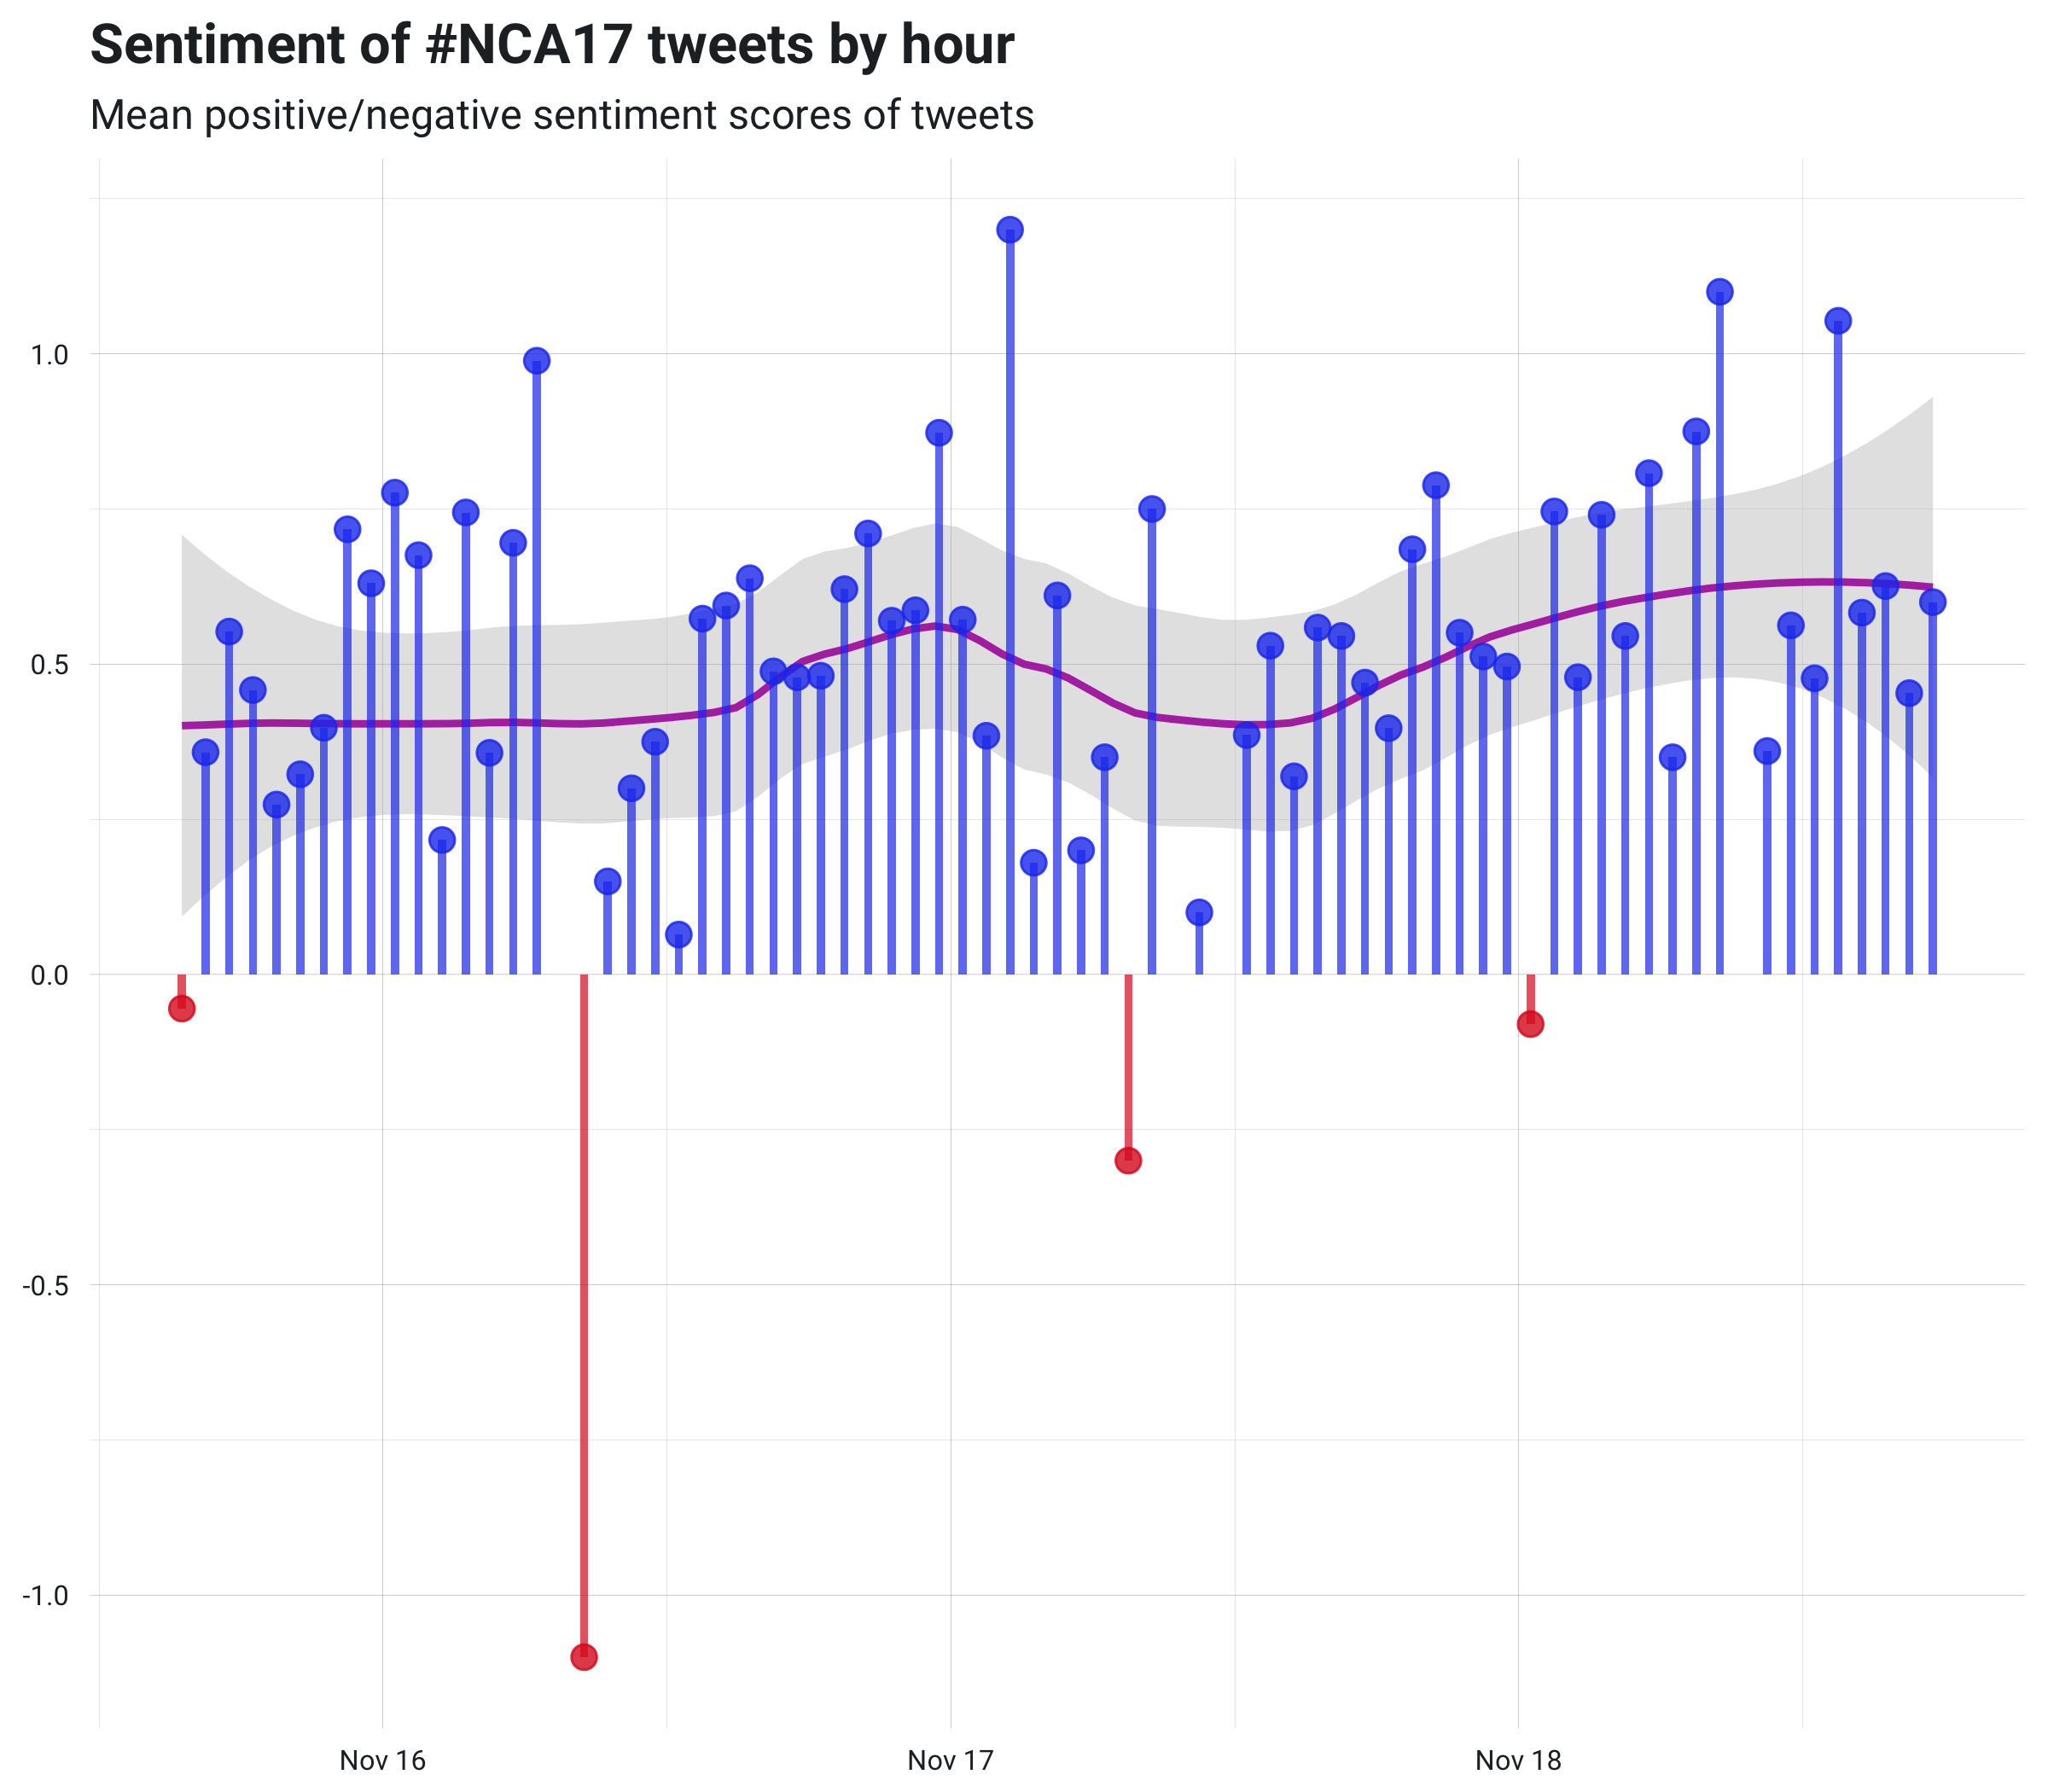 Sentiment of #NCA17 tweets by hour
Mean positive/negative sentiment scores of tweets
1.0
0.5
0.0
-0.5
-1.0
Nov 16 Nov 17 Nov 18